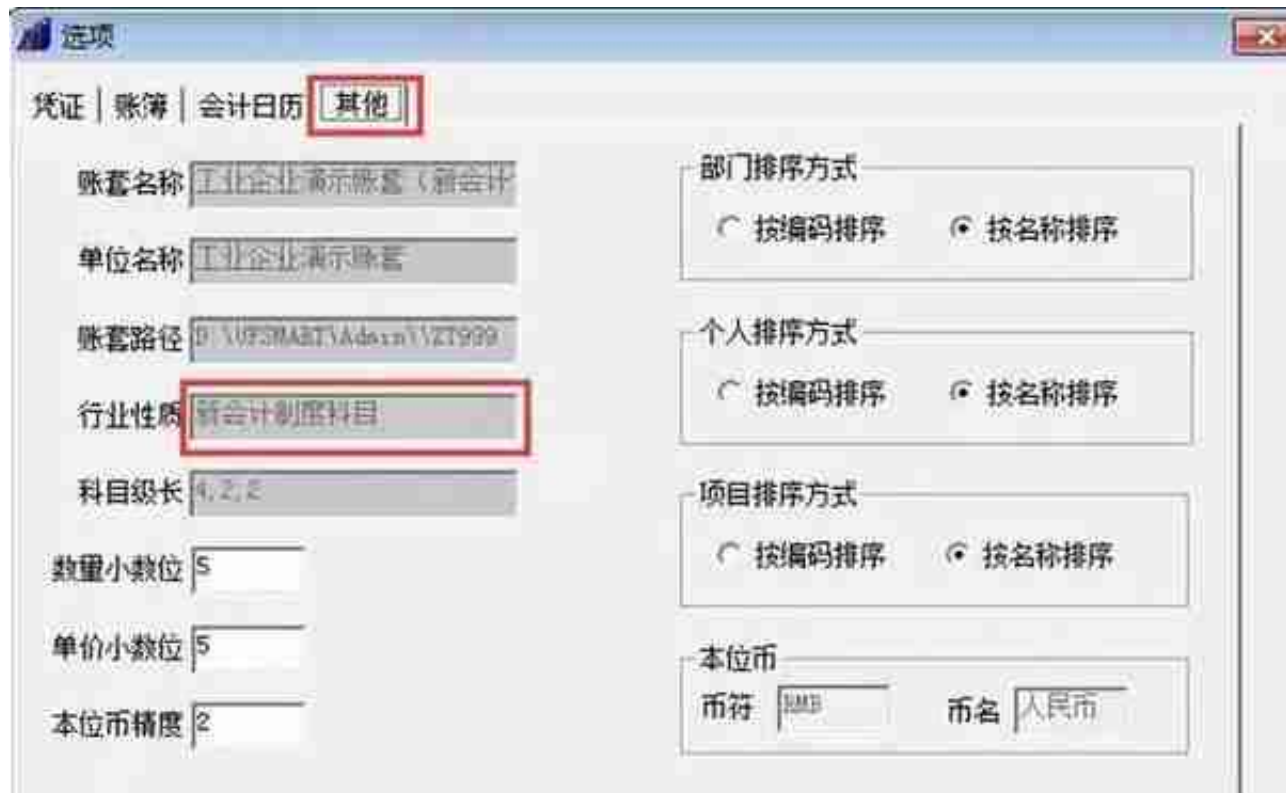 选项
凭证 账簿 会计日历 其他
账套名称 工业企业演示账套（新会计
单位名称 工业企业演示账套
账套路径 D:\UFSMART\Admin\\ZT999
行业性质 新会计制度科目
科目级长 4,2,2
数量小数位 5
单价小数位 5
本位币精度 2
部门排序方式
按编码排序 按名称排序
个人排序方式
按编码排序 按名称排序
项目排序方式
按编码排序 按名称排序
本位币
币符 RMB 币名 人民币